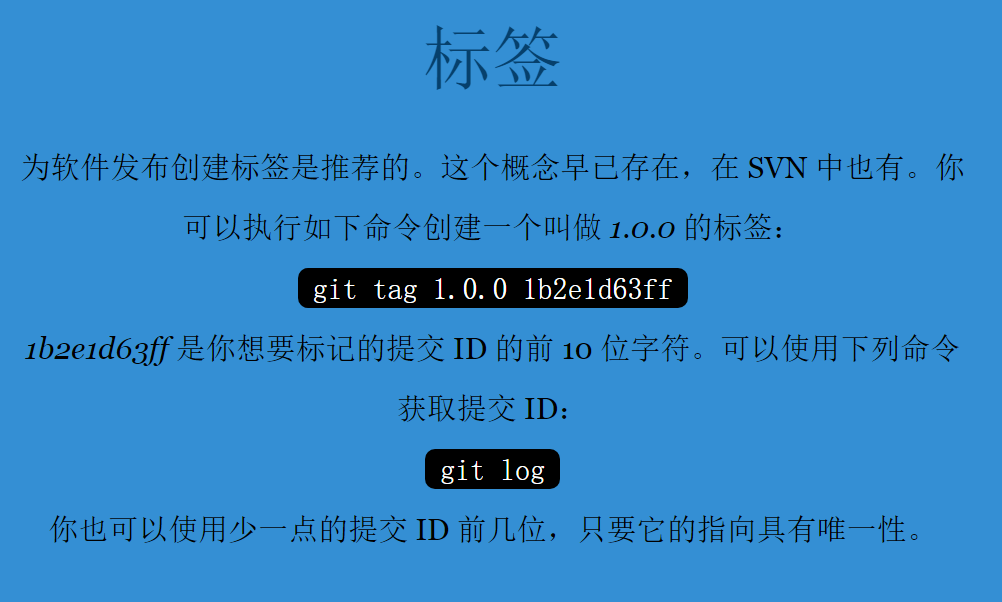 标签
为软件发布创建标签是推荐的。这个概念早已存在，在 SVN 中也有。你
可以执行如下命令创建一个叫做 1.0.0 的标签：
git tag 1.0.0 1b2e1d63ff
1b2e1d63ff 是你想要标记的提交 ID 的前 10 位字符。可以使用下列命令
获取提交 ID：
git log
你也可以使用少一点的提交 ID 前几位，只要它的指向具有唯一性。